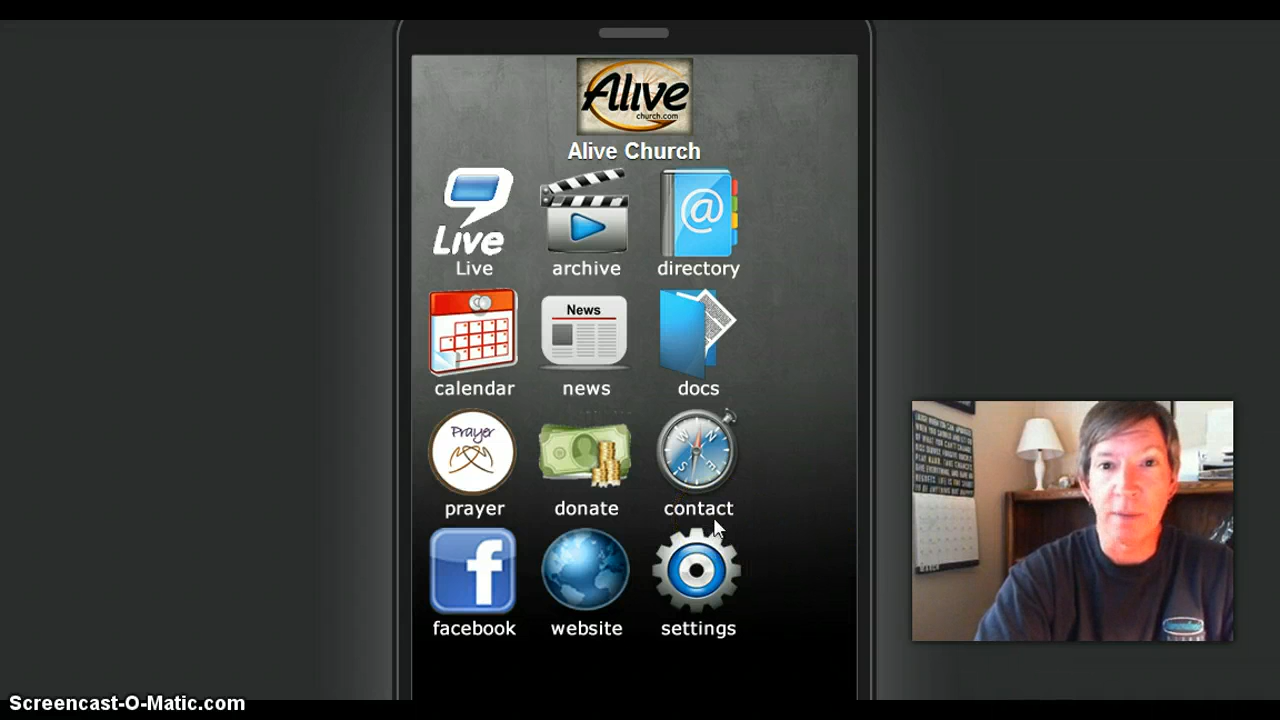 Alive
church.com
Alive Church
Live
Live
archive
@
directory
calendar
News
news
docs
Prayer
prayer
donate
N
W
E
S
contact
f
facebook
website
settings
Screencast-O-Matic.com